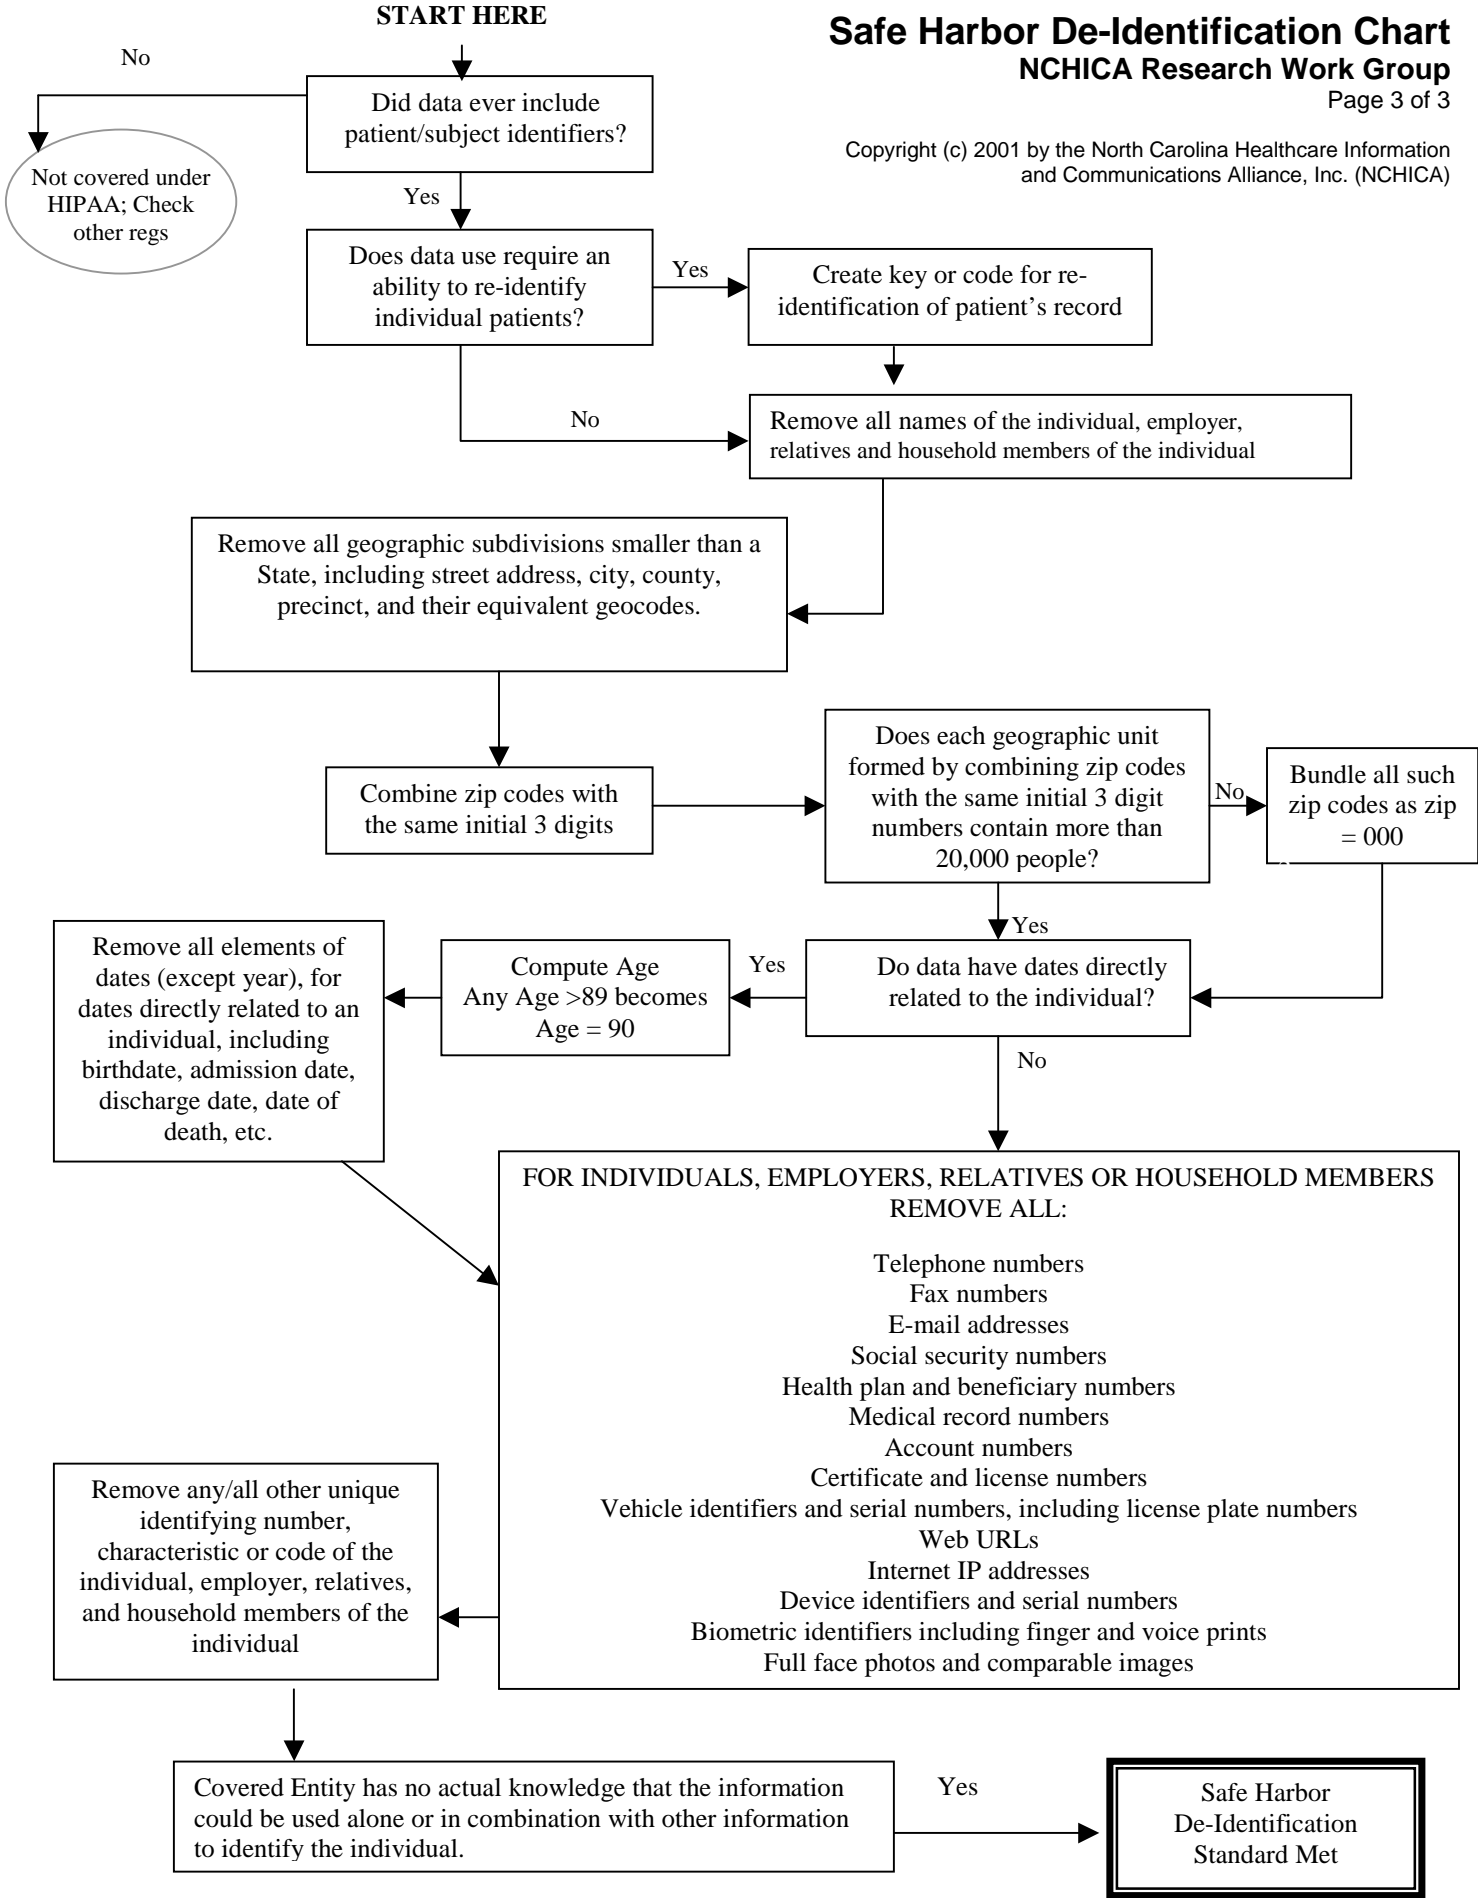 START HERE
Safe Harbor De-Identification Chart
NCHICA Research Work Group
Page 3 of 3
Copyright (c) 2001 by the North Carolina Healthcare Information
and Communications Alliance, Inc. (NCHICA)
No
Did data ever include
patient/subject identifiers?
Not covered under
HIPAA; Check
other regs
Yes
Does data use require an
ability to re-identify
individual patients?
Yes
Create key or code for re-
identification of patient's record
No
Remove all names of the individual, employer,
relatives and household members of the individual
Remove all geographic subdivisions smaller than a
State, including street address, city, county,
precinct, and their equivalent geocodes.
Combine zip codes with
the same initial 3 digits
Does each geographic unit
formed by combining zip codes
with the same initial 3 digit
numbers contain more than
20,000 people?
No
Bundle all such
zip codes as zip
= 000
Yes
Do data have dates directly
related to the individual?
Yes
Compute Age
Any Age >89 becomes
Age = 90
Remove all elements of
dates (except year), for
dates directly related to an
individual, including
birthdate, admission date,
discharge date, date of
death, etc.
No
FOR INDIVIDUALS, EMPLOYERS, RELATIVES OR HOUSEHOLD MEMBERS
REMOVE ALL:
Telephone numbers
Fax numbers
E-mail addresses
Social security numbers
Health plan and beneficiary numbers
Medical record numbers
Account numbers
Certificate and license numbers
Vehicle identifiers and serial numbers, including license plate numbers
Web URLs
Internet IP addresses
Device identifiers and serial numbers
Biometric identifiers including finger and voice prints
Full face photos and comparable images
Remove any/all other unique
identifying number,
characteristic or code of the
individual, employer, relatives,
and household members of the
individual
Covered Entity has no actual knowledge that the information
could be used alone or in combination with other information
to identify the individual.
Yes
Safe Harbor
De-Identification
Standard Met